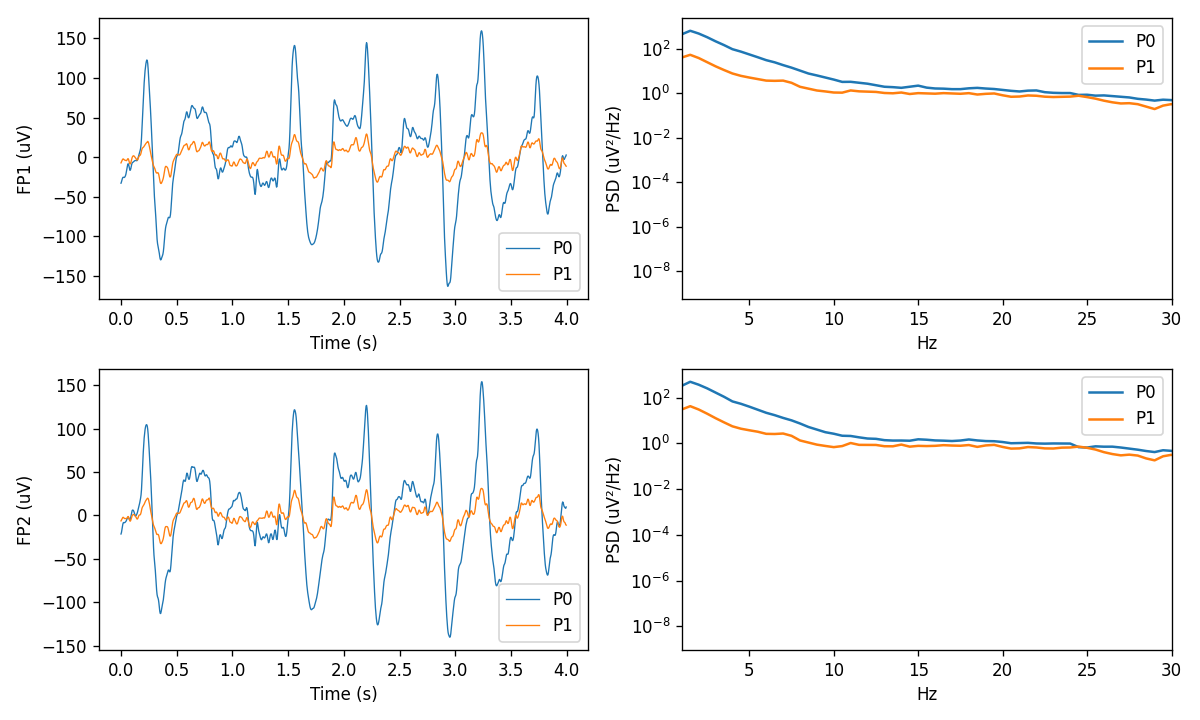 FP1 (uV)
150
100
50
0
−50
−100
−150
0.0 0.5 1.0 1.5 2.0 2.5 3.0 3.5 4.0
Time (s)
P0
P1
PSD (uV²/Hz)
10²
10⁰
10⁻²
10⁻⁴
10⁻⁶
10⁻⁸
5 10 15 20 25 30
Hz
P0
P1
FP2 (uV)
150
100
50
0
−50
−100
−150
0.0 0.5 1.0 1.5 2.0 2.5 3.0 3.5 4.0
Time (s)
P0
P1
PSD (uV²/Hz)
10²
10⁰
10⁻²
10⁻⁴
10⁻⁶
10⁻⁸
5 10 15 20 25 30
Hz
P0
P1